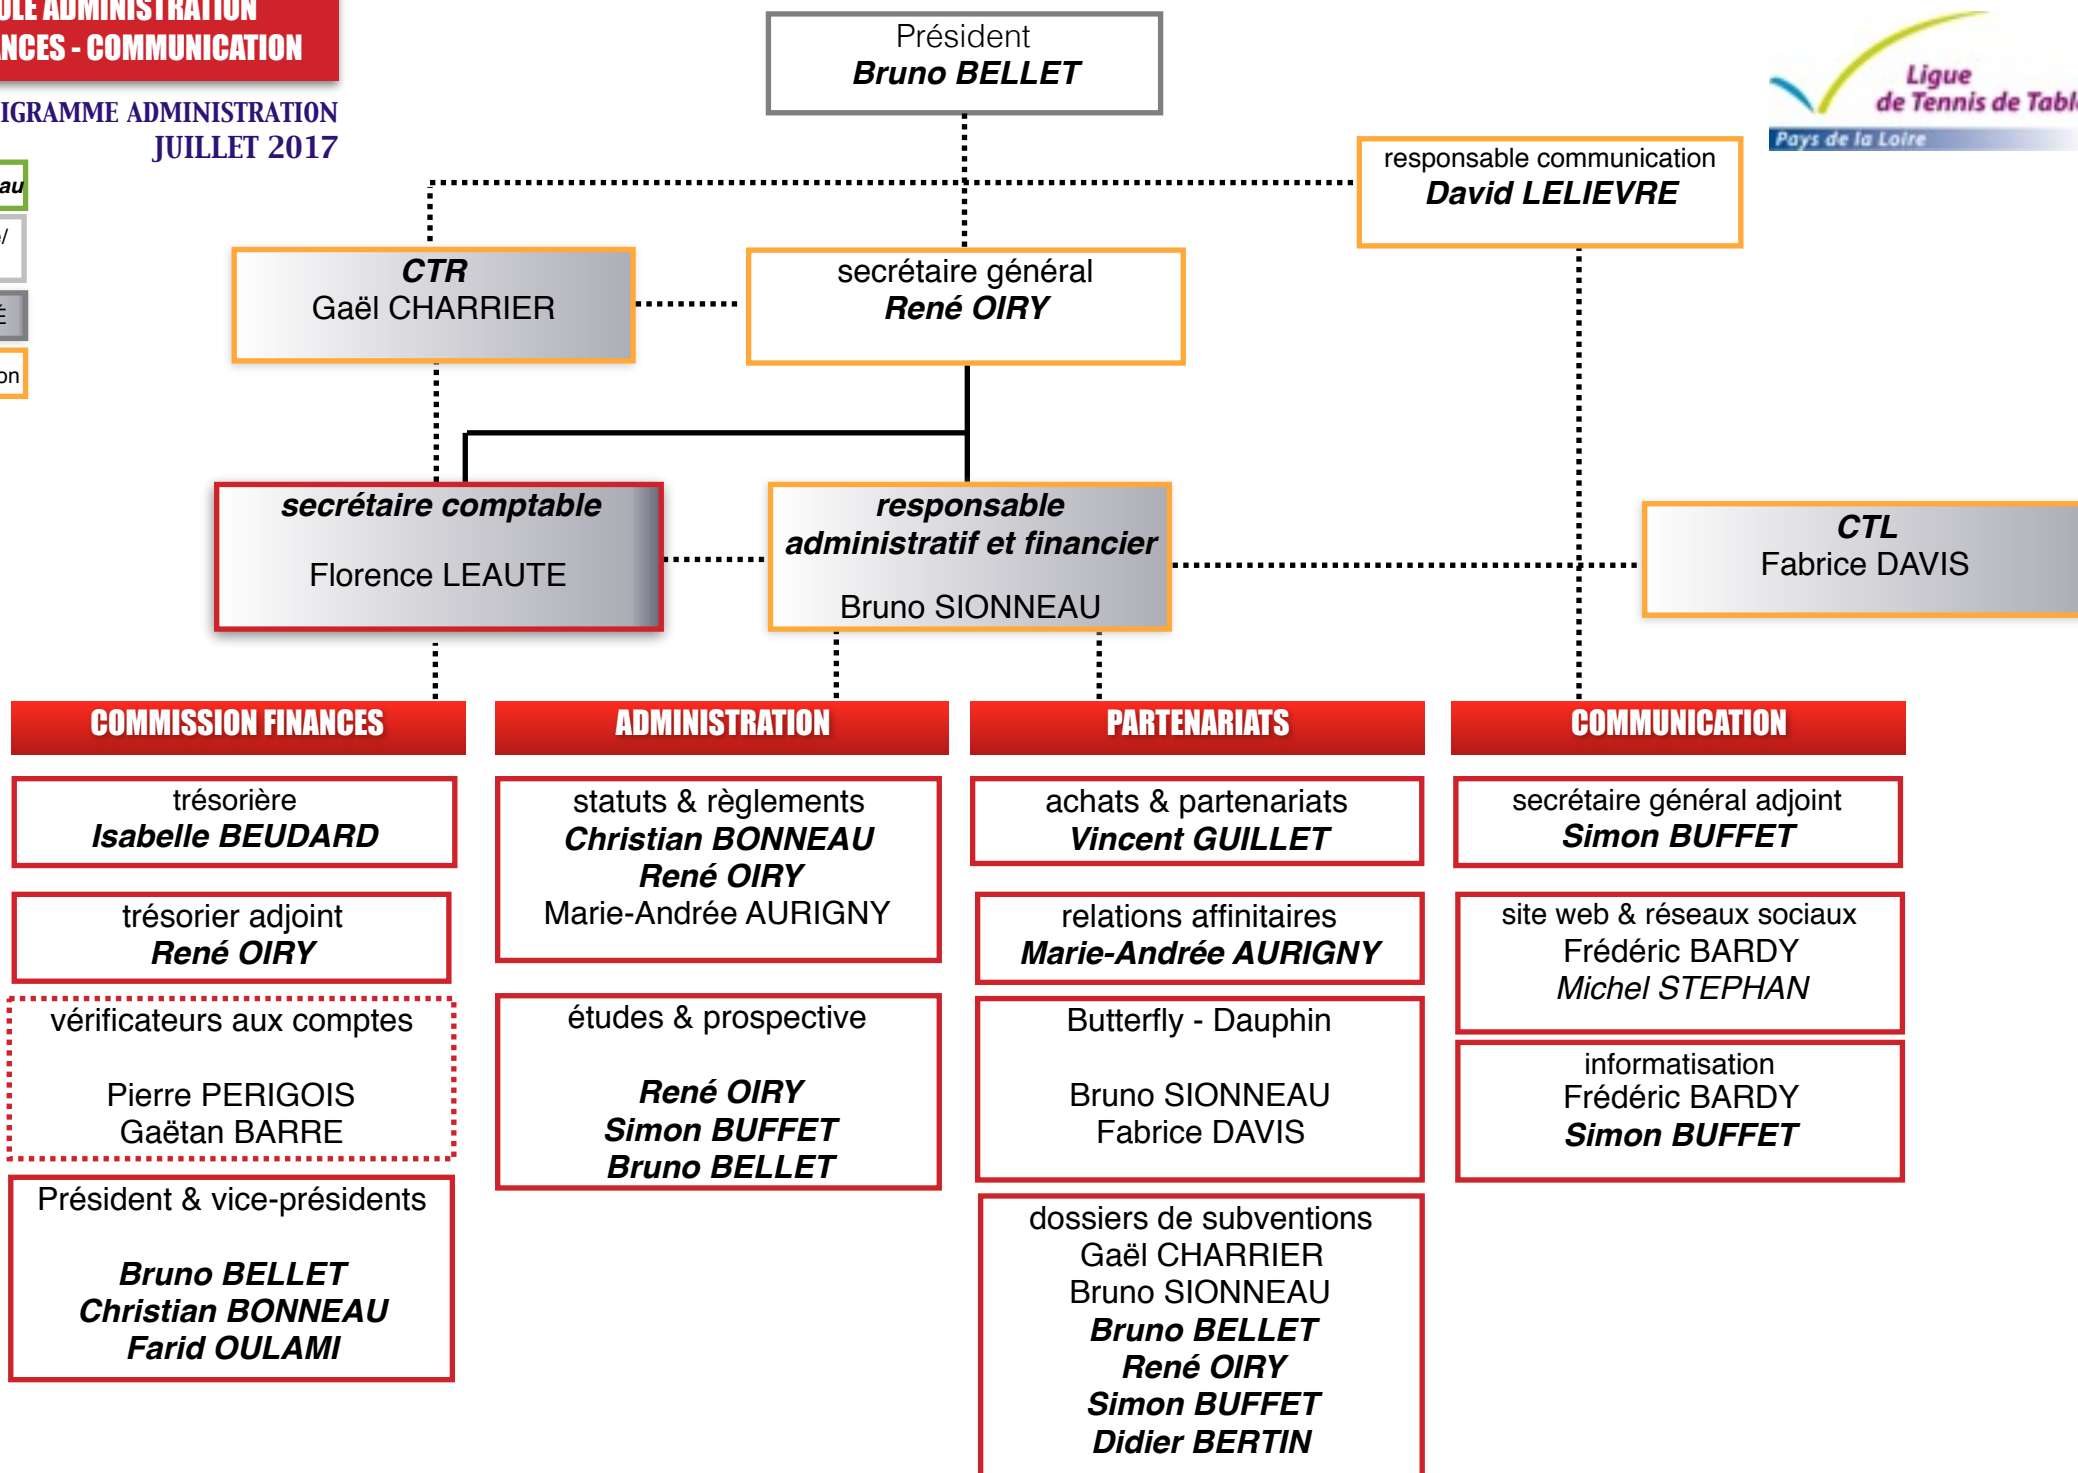 ADMINISTRATION
- COMMUNICATION
ADMINISTRATION
JUILLET 2017
Président
Bruno BELLET
Ligue
de Tennis de
Pays de la Loire
responsable communication
David LELIEVRE
CTR
Gaël CHARRIER
secrétaire général
René OIRY
secrétaire comptable
Florence LEAUTE
responsable
administratif et financier
Bruno SIONNEAU
CTL
Fabrice DAVIS
COMMISSION FINANCES
trésorière
Isabelle BEUDARD
trésorier adjoint
René OIRY
vérificateurs aux comptes
Pierre PERIGOIS
Gaëtan BARRE
Président & vice-présidents
Bruno BELLET
Christian BONNEAU
Farid OULAMI
ADMINISTRATION
statuts & règlements
Christian BONNEAU
René OIRY
Marie-Andrée AURIGNY
études & prospective
René OIRY
Simon BUFFET
Bruno BELLET
PARTENARIATS
achats & partenariats
Vincent GUILLET
relations affinitaires
Marie-Andrée AURIGNY
Butterfly - Dauphin
Bruno SIONNEAU
Fabrice DAVIS
dossiers de subventions
Gaël CHARRIER
Bruno SIONNEAU
Bruno BELLET
René OIRY
Simon BUFFET
Didier BERTIN
COMMUNICATION
secrétaire général adjoint
Simon BUFFET
site web & réseaux sociaux
Frédéric BARDY
Michel STEPHAN
informatisation
Frédéric BARDY
Simon BUFFET